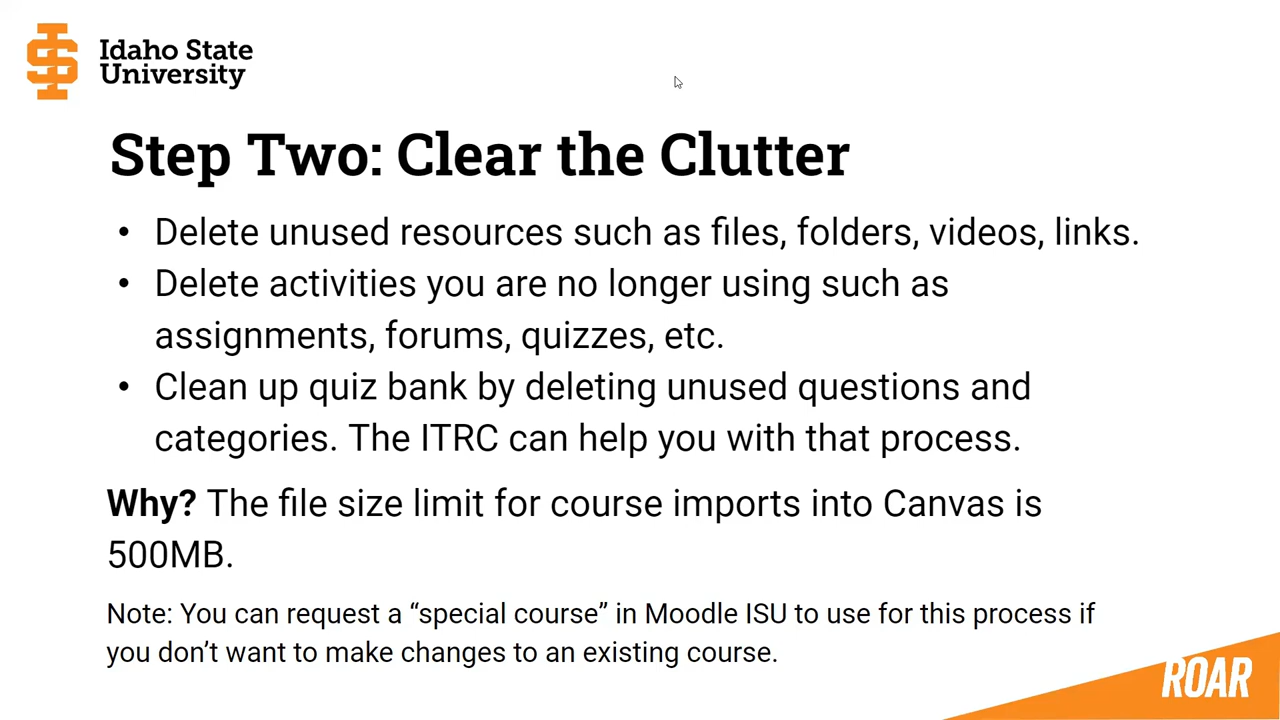 Idaho State
University
Step Two: Clear the Clutter
• Delete unused resources such as files, folders, videos, links.
• Delete activities you are no longer using such as
assignments, forums, quizzes, etc.
• Clean up quiz bank by deleting unused questions and
categories. The ITRC can help you with that process.
Why? The file size limit for course imports into Canvas is
500MB.
Note: You can request a “special course” in Moodle ISU to use for this process if
you don’t want to make changes to an existing course.
ROAR